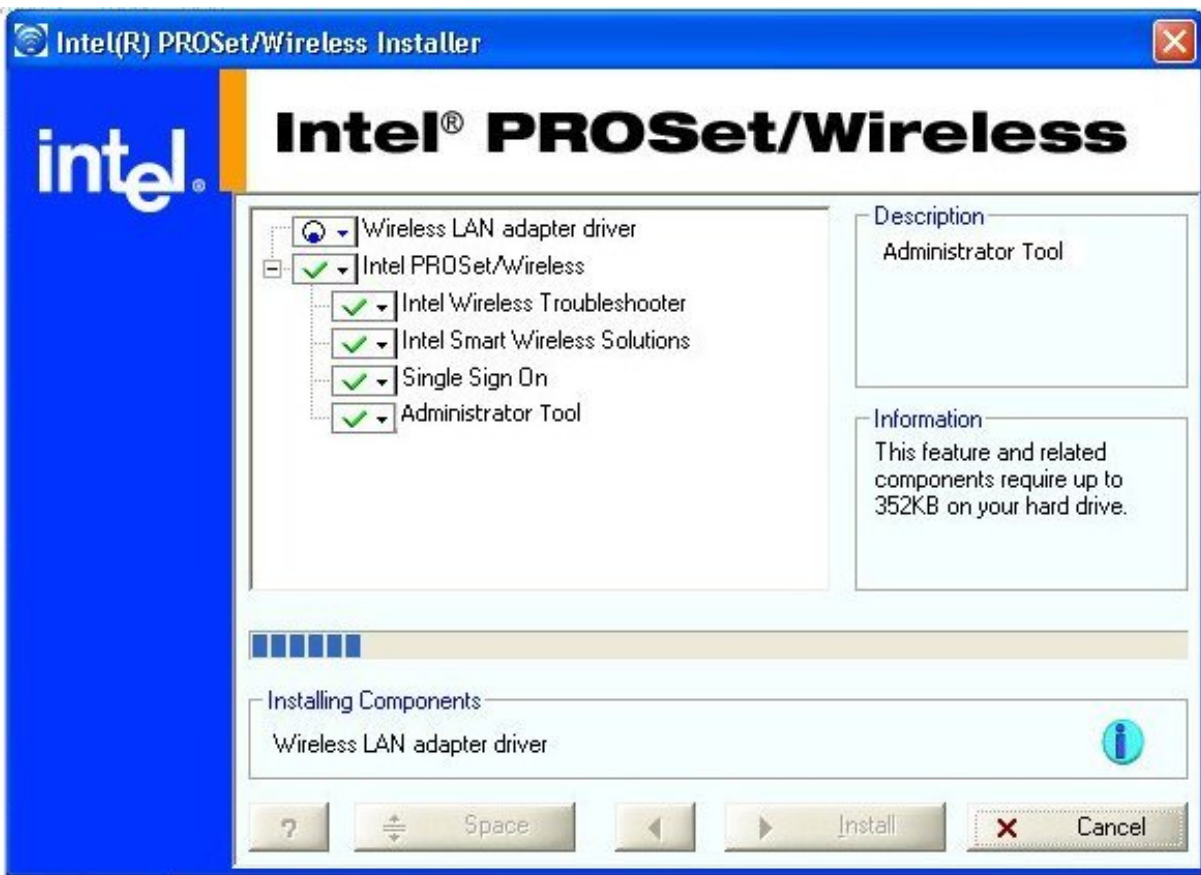 Intel(R) PROSet/Wireless Installer
intel®
Intel® PROSet/Wireless
Wireless LAN adapter driver
Intel PROSet/Wireless
Intel Wireless Troubleshooter
Intel Smart Wireless Solutions
Single Sign On
Administrator Tool
Description
Administrator Tool
Information
This feature and related
components require up to
352KB on your hard drive.
Installing Components
Wireless LAN adapter driver
?
Space
Install
Cancel